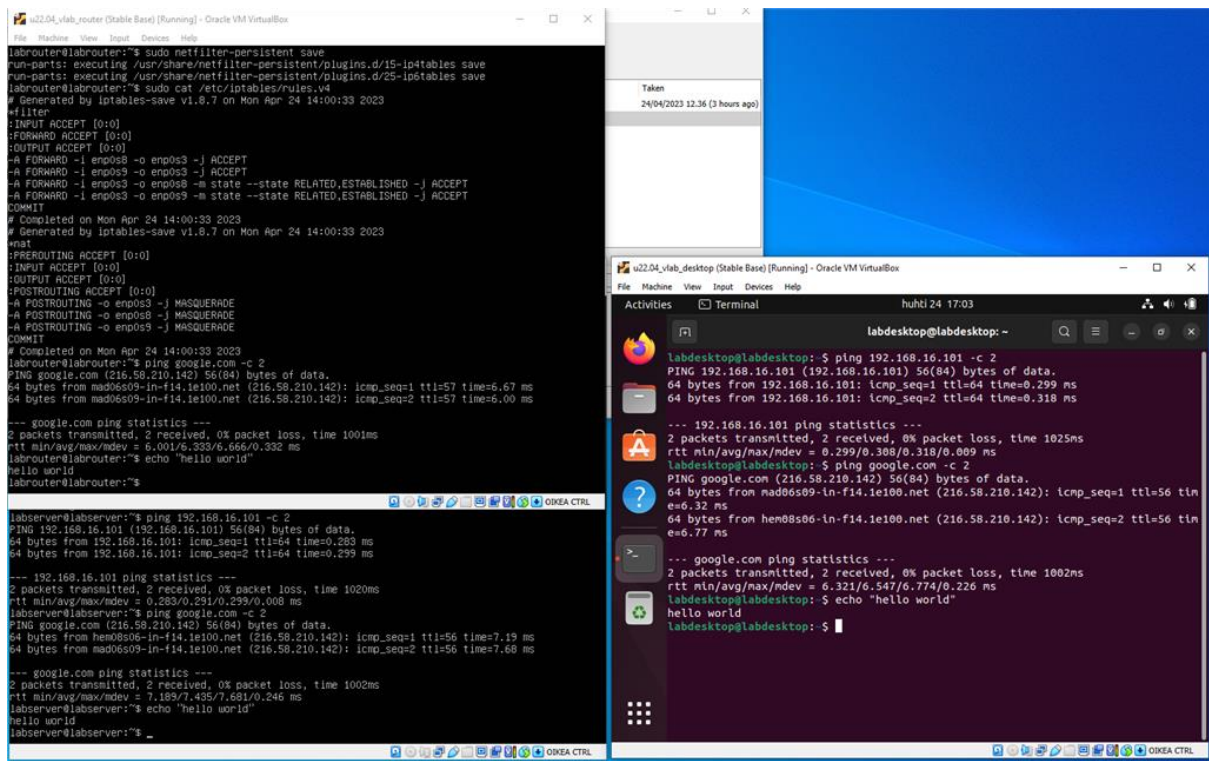 u22.04_vlab_router (Stable Base) [Running] - Oracle VM VirtualBox
File Machine View Input Devices Help
labrouter@labrouter:~$ sudo netfilter-persistent save
run-parts: executing /usr/share/netfilter-persistent/plugins.d/15-ip4tables save
run-parts: executing /usr/share/netfilter-persistent/plugins.d/25-ip6tables save
labrouter@labrouter:~$ sudo cat /etc/iptables/rules.v4
# Generated by iptables-save v1.8.7 on Mon Apr 24 14:00:33 2023
*filter
:INPUT ACCEPT [0:0]
:FORWARD ACCEPT [0:0]
:OUTPUT ACCEPT [0:0]
-A FORWARD -i enp0s8 -o enp0s3 -j ACCEPT
-A FORWARD -i enp0s9 -o enp0s3 -j ACCEPT
-A FORWARD -i enp0s3 -o enp0s8 -m state --state RELATED,ESTABLISHED -j ACCEPT
-A FORWARD -i enp0s3 -o enp0s9 -m state --state RELATED,ESTABLISHED -j ACCEPT
COMMIT
# Completed on Mon Apr 24 14:00:33 2023
# Generated by iptables-save v1.8.7 on Mon Apr 24 14:00:33 2023
*nat
:PREROUTING ACCEPT [0:0]
:INPUT ACCEPT [0:0]
:OUTPUT ACCEPT [0:0]
:POSTROUTING ACCEPT [0:0]
-A POSTROUTING -o enp0s3 -j MASQUERADE
-A POSTROUTING -o enp0s8 -j MASQUERADE
-A POSTROUTING -o enp0s9 -j MASQUERADE
COMMIT
# Completed on Mon Apr 24 14:00:33 2023
labrouter@labrouter:~$ ping google.com -c 2
PING google.com (216.58.210.142) 56(84) bytes of data.
64 bytes from mad06s09-in-f14.1e100.net (216.58.210.142): icmp_seq=1 ttl=57 time=6.67 ms
64 bytes from mad06s09-in-f14.1e100.net (216.58.210.142): icmp_seq=2 ttl=57 time=6.00 ms
--- google.com ping statistics ---
2 packets transmitted, 2 received, 0% packet loss, time 1001ms
rtt min/avg/max/mdev = 6.001/6.333/6.666/0.332 ms
labrouter@labrouter:~$ echo "hello world"
hello world
labrouter@labrouter:~$
OIKEA CTRL
labserver@labserver:~$ ping 192.168.16.101 -c 2
PING 192.168.16.101 (192.168.16.101) 56(84) bytes of data.
64 bytes from 192.168.16.101: icmp_seq=1 ttl=64 time=0.283 ms
64 bytes from 192.168.16.101: icmp_seq=2 ttl=64 time=0.299 ms
--- 192.168.16.101 ping statistics ---
2 packets transmitted, 2 received, 0% packet loss, time 1020ms
rtt min/avg/max/mdev = 0.283/0.291/0.299/0.008 ms
labserver@labserver:~$ ping google.com -c 2
PING google.com (216.58.210.142) 56(84) bytes of data.
64 bytes from hem08s06-in-f14.1e100.net (216.58.210.142): icmp_seq=1 ttl=56 time=7.19 ms
64 bytes from mad06s09-in-f14.1e100.net (216.58.210.142): icmp_seq=2 ttl=56 time=7.68 ms
--- google.com ping statistics ---
2 packets transmitted, 2 received, 0% packet loss, time 1002ms
rtt min/avg/max/mdev = 7.189/7.435/7.681/0.246 ms
labserver@labserver:~$ echo "hello world"
hello world
labserver@labserver:~$ _
OIKEA CTRL
Taken
24/04/2023 12.36 (3 hours ago)
u22.04_vlab_desktop (Stable Base) [Running] - Oracle VM VirtualBox
File Machine View Input Devices Help
Activities Terminal huhti 24 17:03
labdesktop@labdesktop: ~
labdesktop@labdesktop:~$ ping 192.168.16.101 -c 2
PING 192.168.16.101 (192.168.16.101) 56(84) bytes of data.
64 bytes from 192.168.16.101: icmp_seq=1 ttl=64 time=0.299 ms
64 bytes from 192.168.16.101: icmp_seq=2 ttl=64 time=0.318 ms
--- 192.168.16.101 ping statistics ---
2 packets transmitted, 2 received, 0% packet loss, time 1025ms
rtt min/avg/max/mdev = 0.299/0.308/0.318/0.009 ms
labdesktop@labdesktop:~$ ping google.com -c 2
PING google.com (216.58.210.142) 56(84) bytes of data.
64 bytes from mad06s09-in-f14.1e100.net (216.58.210.142): icmp_seq=1 ttl=56 tim
e=6.32 ms
64 bytes from hem08s06-in-f14.1e100.net (216.58.210.142): icmp_seq=2 ttl=56 tim
e=6.77 ms
--- google.com ping statistics ---
2 packets transmitted, 2 received, 0% packet loss, time 1002ms
rtt min/avg/max/mdev = 6.321/6.547/6.774/0.226 ms
labdesktop@labdesktop:~$ echo "hello world"
hello world
labdesktop@labdesktop:~$
OIKEA CTRL